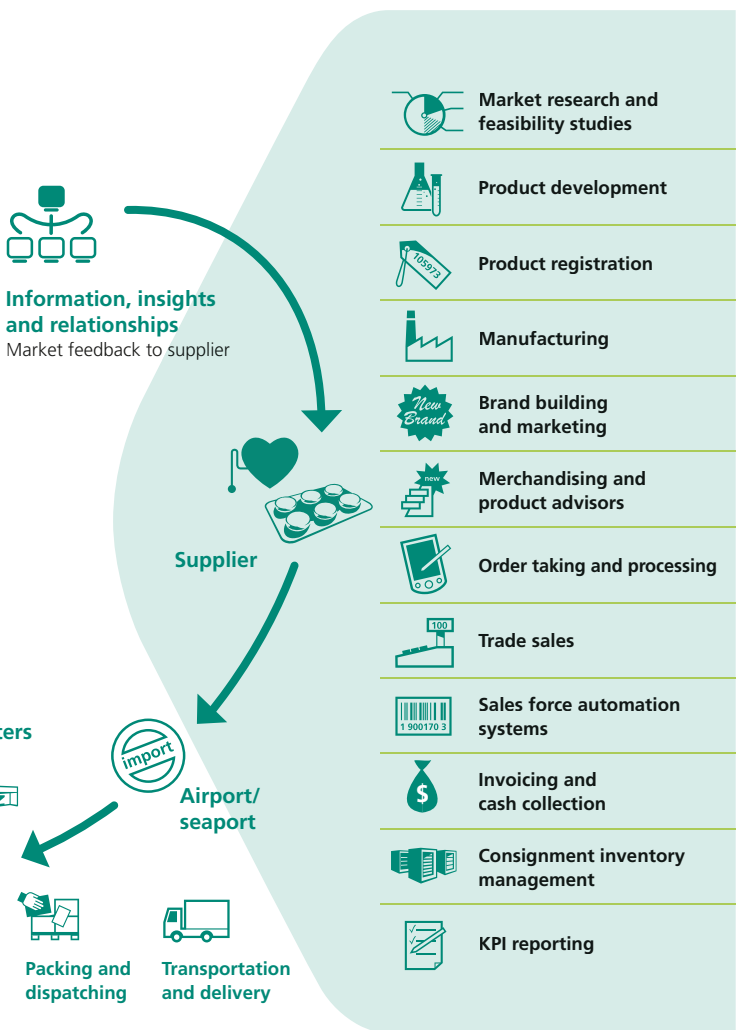 Information, insights
and relationships
Market feedback to supplier
Supplier
import
Airport/
seaport
Packing and
dispatching
Transportation
and delivery
Market research and
feasibility studies
Product development
105973
Product registration
Manufacturing
New
Brand
Brand building
and marketing
new
Merchandising and
product advisors
Order taking and processing
100
Trade sales
1 900170 3
Sales force automation
systems
$
Invoicing and
cash collection
Consignment inventory
management
KPI reporting